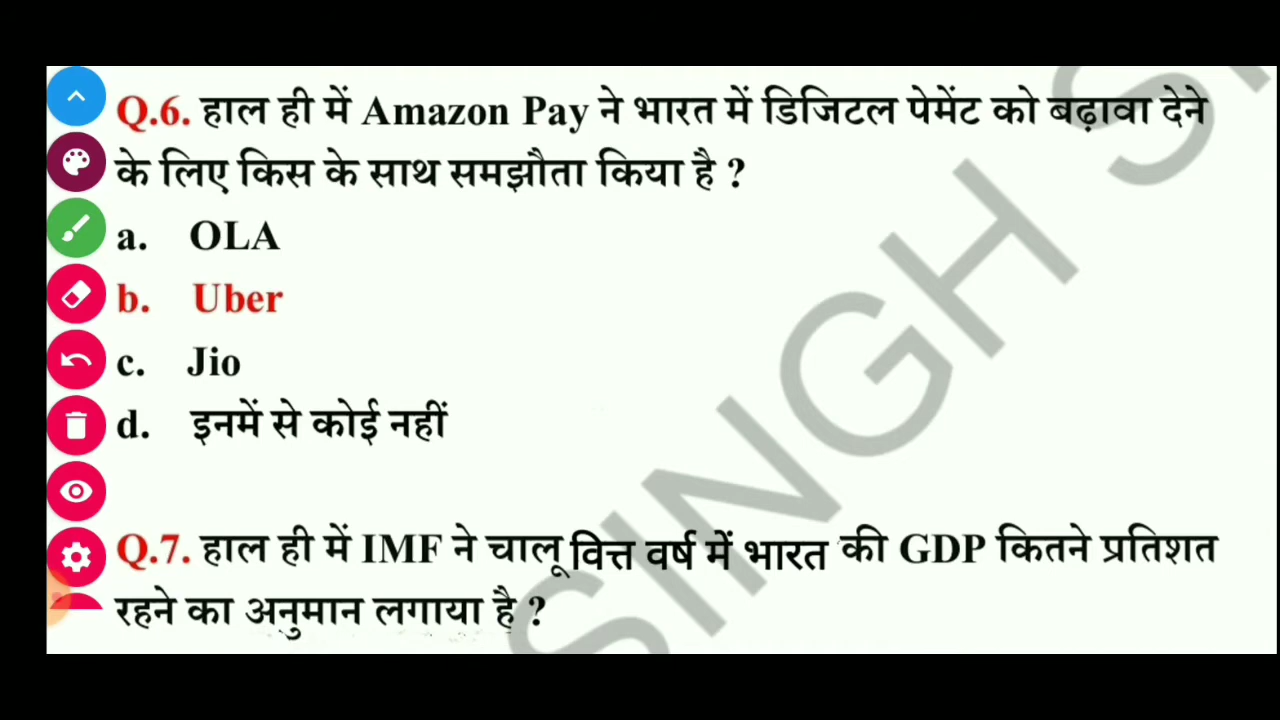 Q.6. हाल ही में Amazon Pay ने भारत में डिजिटल पेमेंट को बढ़ावा देने
के लिए किस के साथ समझौता किया है ?
a. OLA
b. Uber
c. Jio
d. इनमें से कोई नहीं
Q.7. हाल ही में IMF ने चालू वित्त वर्ष में भारत की GDP कितने प्रतिशत
रहने का अनुमान लगाया है ?
SINGH S